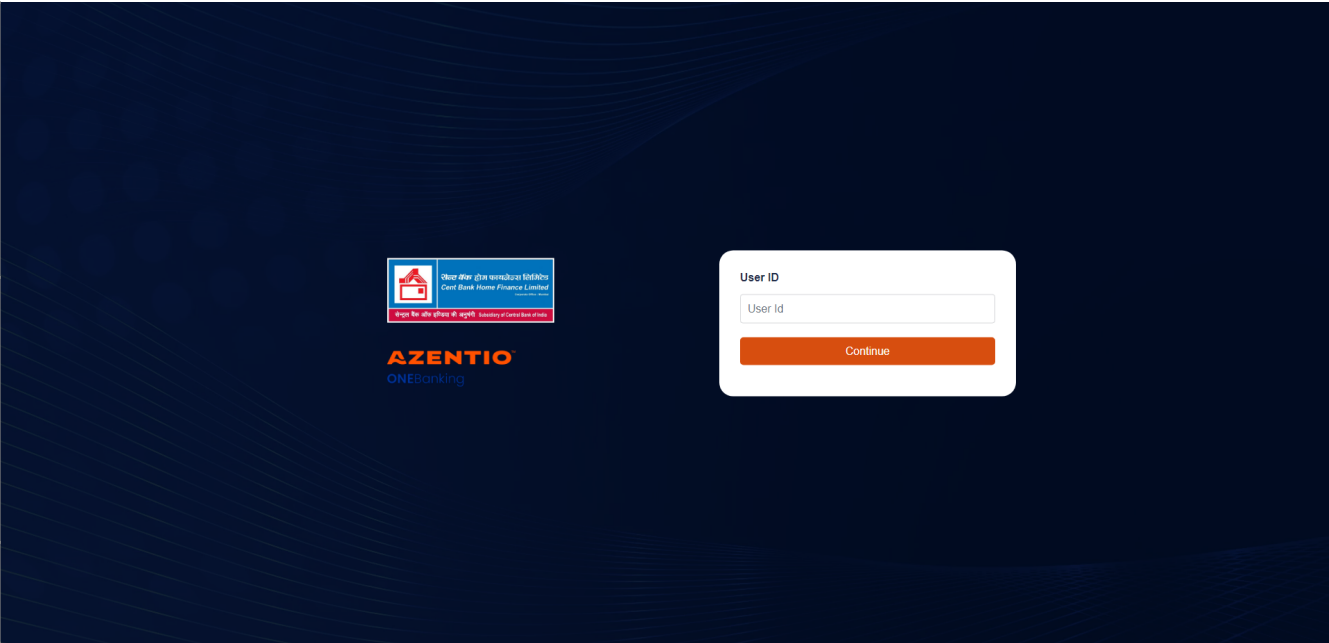 सेन्ट बैंक होम फायनेन्स लिमिटेड
Cent Bank Home Finance Limited
सेन्ट्रल बैंक ऑफ इण्डिया की अनुषंगी Subsidiary of Central Bank of India
AZENTIO
ONEBanking
User ID
User Id
Continue